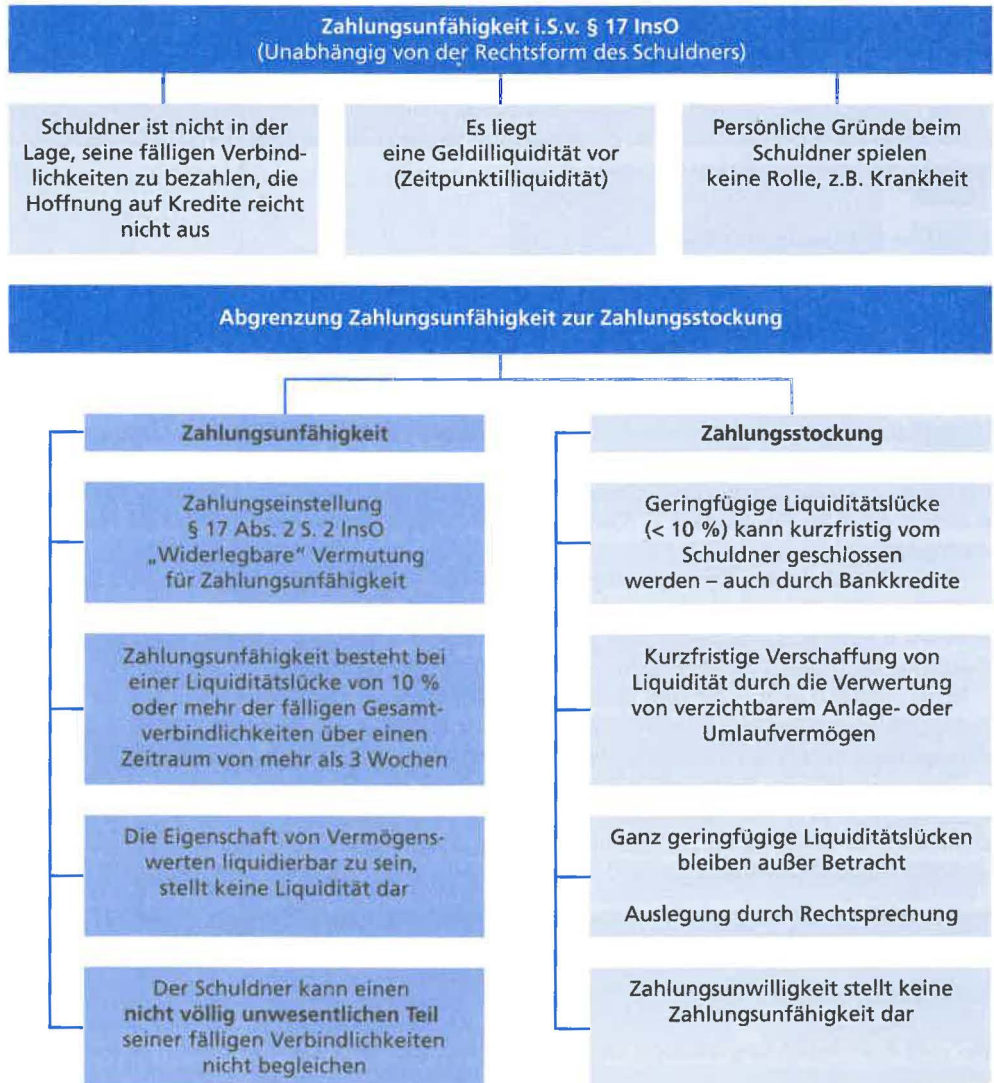 Zahlungsunfähigkeit i.S.v. § 17 InsO
(Unabhängig von der Rechtsform des Schuldners)
Schuldner ist nicht in der
Lage, seine fälligen Verbind-
lichkeiten zu bezahlen, die
Hoffnung auf Kredite reicht
nicht aus
Es liegt
eine Geldilliquidität vor
(Zeitpunktilliquidität)
Persönliche Gründe beim
Schuldner spielen
keine Rolle, z.B. Krankheit
Abgrenzung Zahlungsunfähigkeit zur Zahlungsstockung
Zahlungsunfähigkeit
Zahlungseinstellung
§ 17 Abs. 2 S. 2 InsO
„Widerlegbare" Vermutung
für Zahlungsunfähigkeit
Zahlungsunfähigkeit besteht bei
einer Liquiditätslücke von 10 %
oder mehr der fälligen Gesamt-
verbindlichkeiten über einen
Zeitraum von mehr als 3 Wochen
Die Eigenschaft von Vermögens-
werten liquidierbar zu sein,
stellt keine Liquidität dar
Der Schuldner kann einen
nicht völlig unwesentlichen Teil
seiner fälligen Verbindlichkeiten
nicht begleichen
Zahlungsstockung
Geringfügige Liquiditätslücke
(< 10 %) kann kurzfristig vom
Schuldner geschlossen
werden – auch durch Bankkredite
Kurzfristige Verschaffung von
Liquidität durch die Verwertung
von verzichtbarem Anlage- oder
Umlaufvermögen
Ganz geringfügige Liquiditätslücken
bleiben außer Betracht
Auslegung durch Rechtsprechung
Zahlungsunwilligkeit stellt keine
Zahlungsunfähigkeit dar